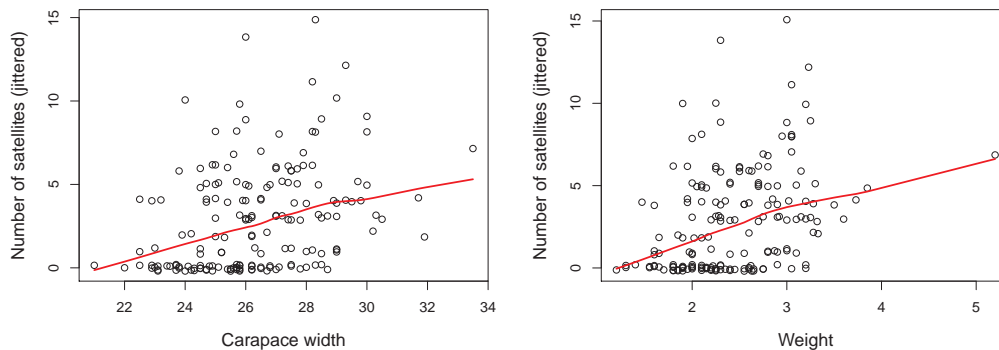 15
10
5
0
Number of satellites (jittered)
22 24 26 28 30 32 34
Carapace width
15
10
5
0
Number of satellites (jittered)
2 3 4 5
Weight